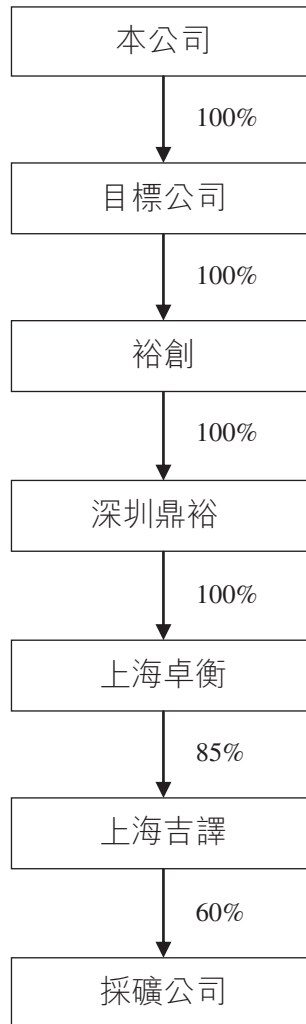 本公司
100%
目標公司
100%
裕創
100%
深圳鼎裕
100%
上海卓衡
85%
上海吉譯
60%
採礦公司